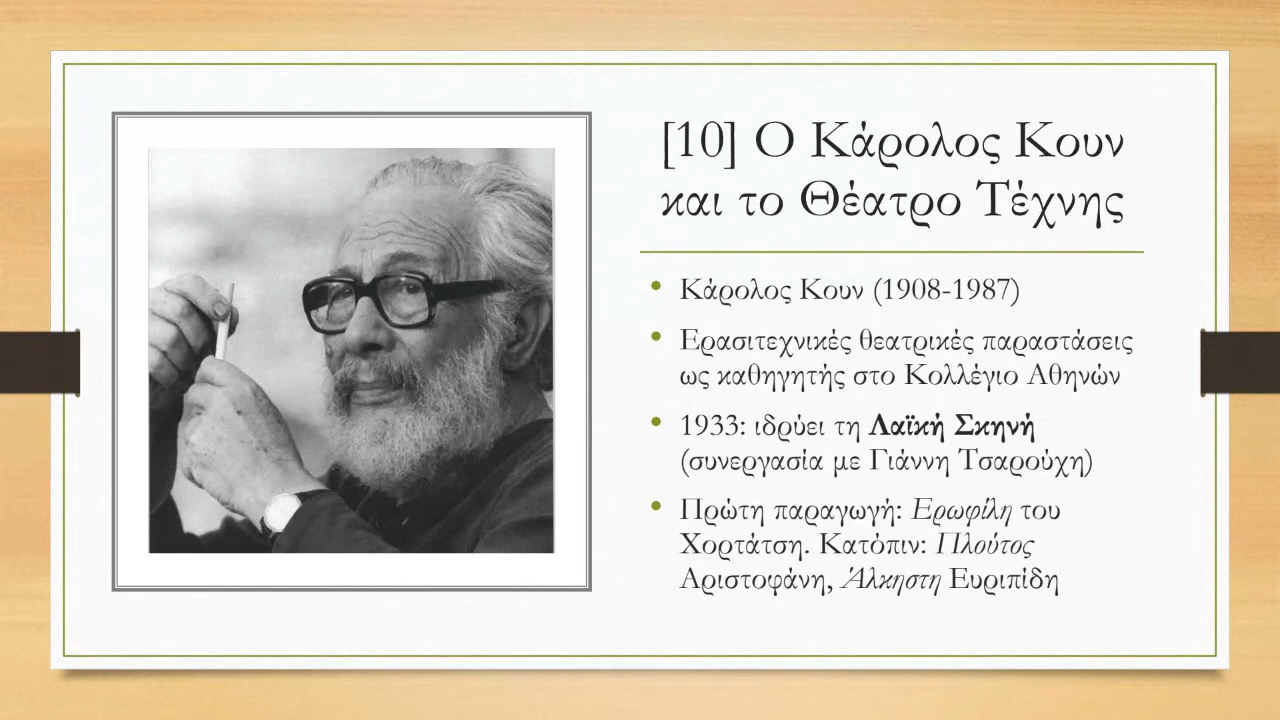 [10] Ο Κάρολος Κουν
και το Θέατρο Τέχνης
• Κάρολος Κουν (1908-1987)
• Ερασιτεχνικές θεατρικές παραστάσεις
ως καθηγητής στο Κολλέγιο Αθηνών
• 1933: ιδρύει τη Λαϊκή Σκηνή
(συνεργασία με Γιάννη Τσαρούχη)
• Πρώτη παραγωγή: Ερωφίλη του
Χορτάτση. Κατόπιν: Πλούτος
Αριστοφάνη, Άλκηστη Ευριπίδη